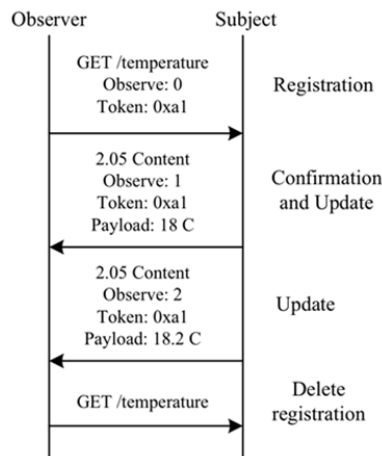 Observer
Subject
GET /temperature
Observe: 0
Token: 0xa1
Registration
2.05 Content
Observe: 1
Token: 0xa1
Payload: 18 C
Confirmation
and Update
2.05 Content
Observe: 2
Token: 0xa1
Payload: 18.2 C
Update
GET /temperature
Delete
registration